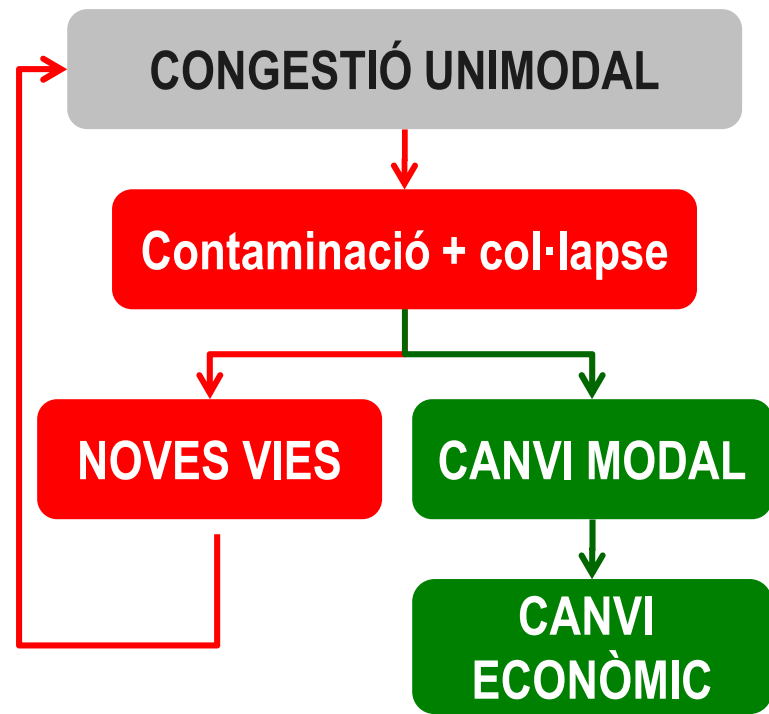 CONGESTIÓ UNIMODAL
Contaminació + col·lapse
NOVES VIES
CANVI MODAL
CANVI
ECONÒMIC